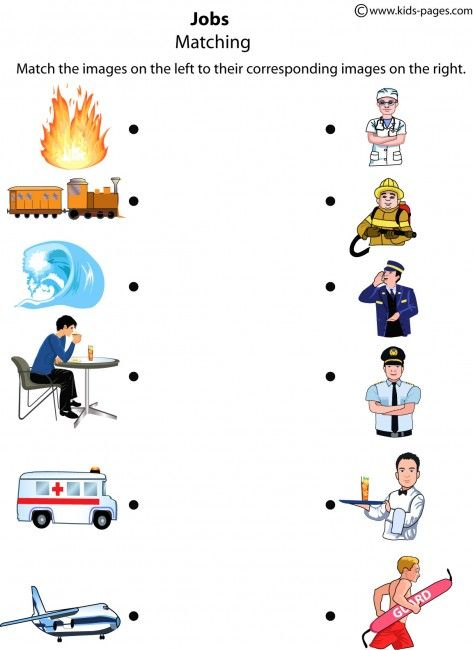 Jobs
©www.kids-pages.com
Matching
Match the images on the left to their corresponding images on the right.
GUARD